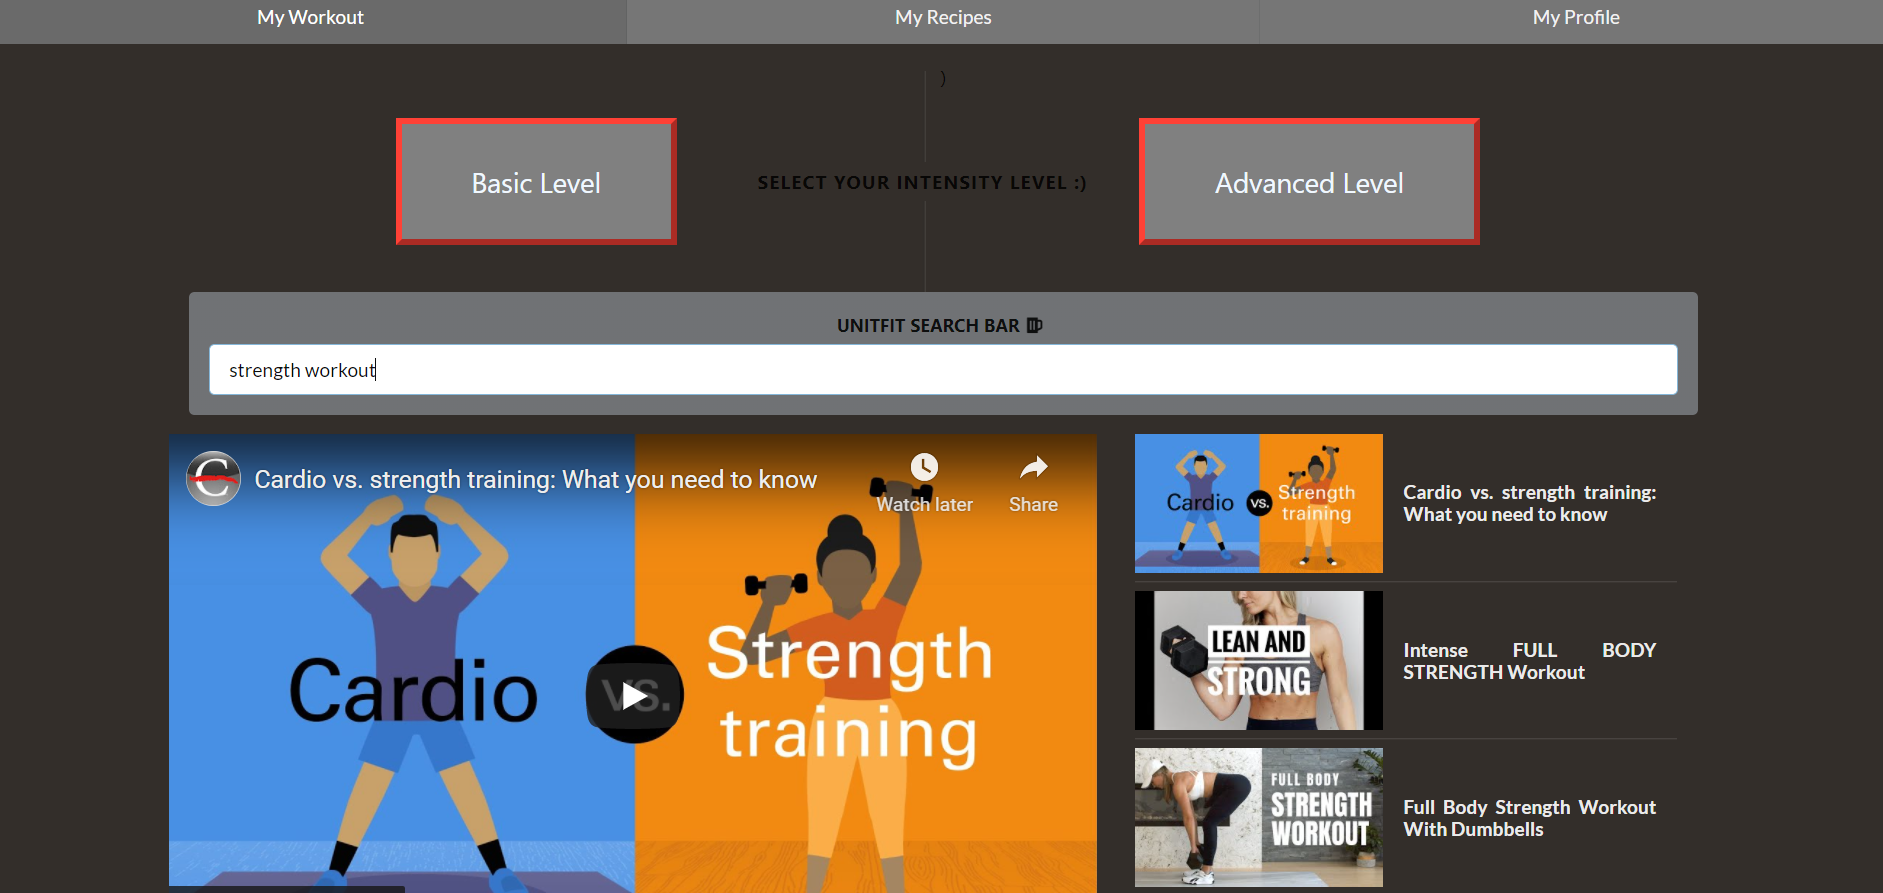 My Workout
My Recipes
My Profile
)
Basic Level
SELECT YOUR INTENSITY LEVEL :)
Advanced Level
UNITFIT SEARCH BAR
strength workout
C
Cardio vs. strength training: What you need to know
Watch later
Share
Cardio
vs.
Strength
training
Cardio
vs.
Strength
training
Cardio vs. strength training:
What you need to know
LEAN AND
STRONG
Intense FULL BODY
STRENGTH Workout
FULL BODY
STRENGTH
WORKOUT
Full Body Strength Workout
With Dumbbells